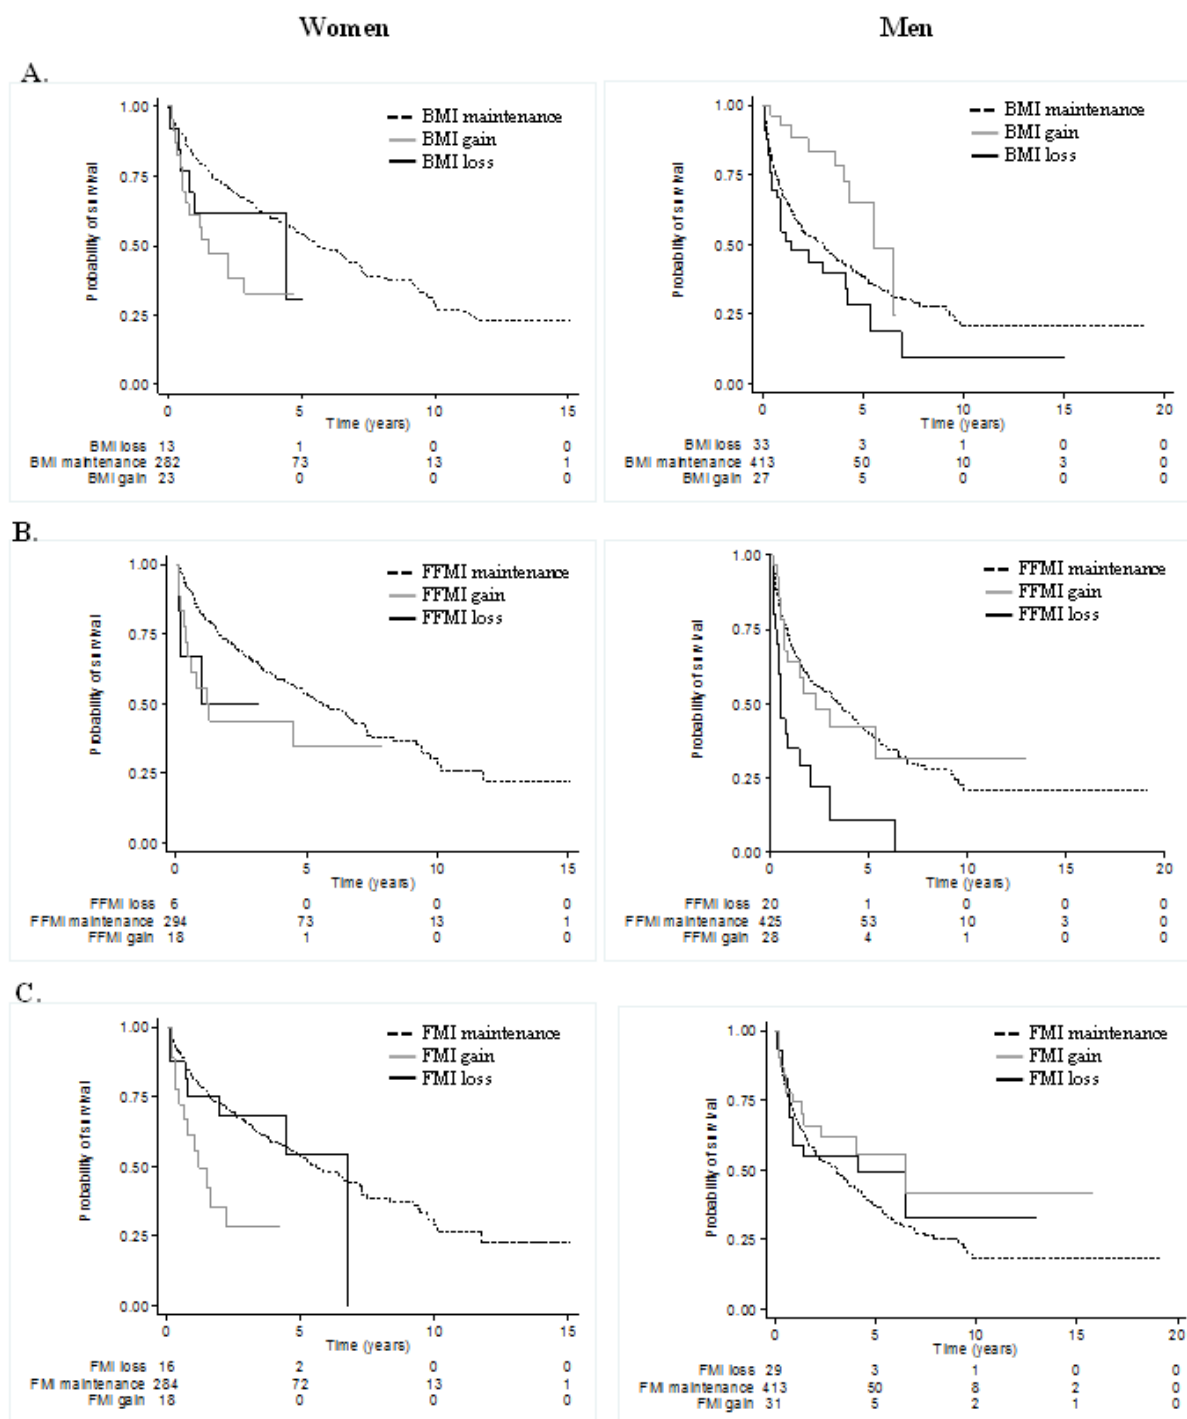 Women Men
A.
1.00
0.75
0.50
0.25
0.00
Probability of survival
BMI maintenance
BMI gain
BMI loss
0 5 10 15
Time (years)
BMI loss 13 1 0 0
BMI maintenance 282 73 13 1
BMI gain 23 0 0 0
1.00
0.75
0.50
0.25
0.00
Probability of survival
BMI maintenance
BMI gain
BMI loss
0 5 10 15 20
Time (years)
BMI loss 33 3 1 0 0
BMI maintenance 413 50 10 3 0
BMI gain 27 5 0 0 0
B.
1.00
0.75
0.50
0.25
0.00
Probability of survival
FFMI maintenance
FFMI gain
FFMI loss
0 5 10 15
Time (years)
FFMI loss 6 0 0 0
FFMI maintenance 294 73 13 1
FFMI gain 18 1 0 0
1.00
0.75
0.50
0.25
0.00
Probability of survival
FFMI maintenance
FFMI gain
FFMI loss
0 5 10 15 20
Time (years)
FFMI loss 20 1 0 0 0
FFMI maintenance 425 53 10 3 0
FFMI gain 28 4 1 0 0
C.
1.00
0.75
0.50
0.25
0.00
Probability of survival
FMI maintenance
FMI gain
FMI loss
0 5 10 15
Time (years)
FMI loss 16 2 0 0
FMI maintenance 284 72 13 1
FMI gain 18 0 0 0
1.00
0.75
0.50
0.25
0.00
Probability of survival
FMI maintenance
FMI gain
FMI loss
0 5 10 15 20
Time (years)
FMI loss 29 3 1 0 0
FMI maintenance 413 50 8 2 0
FMI gain 31 5 2 1 0